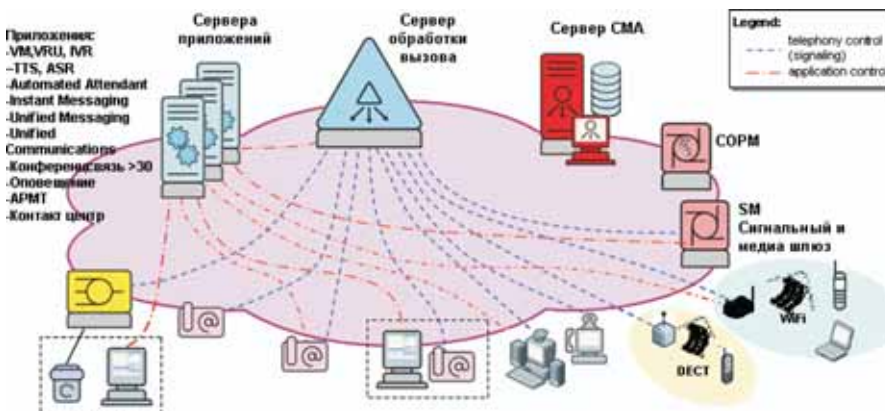 Приложения:
-VM,VRU, IVR
-TTS, ASR
-Automated Attendant
-Instant Messaging
-Unified Messaging
-Unified
Communications
-Конференцсвязь >30
-Оповещение
-АРМТ
-Контакт центр
Сервера
приложений
Сервер
обработки
вызова
Сервер СМА
Legend:
telephony control
(signaling)
application control
СОРМ
SM
Сигнальный и
медиа шлюз
WiFi
DECT
@
@
@
C